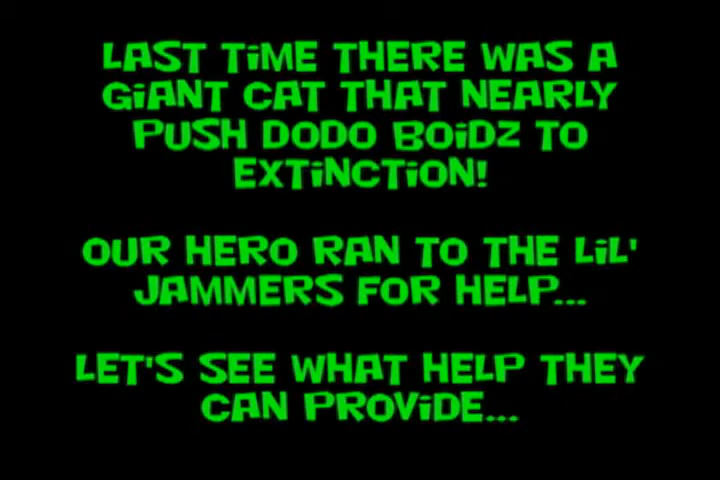 LAST TiME THERE WAS A
GiANT CAT THAT NEARLY
PUSH DODO BOiDZ TO
EXTiNCTiON!
OUR HERO RAN TO THE LiL'
JAMMERS FOR HELP...
LET'S SEE WHAT HELP THEY
CAN PROViDE...